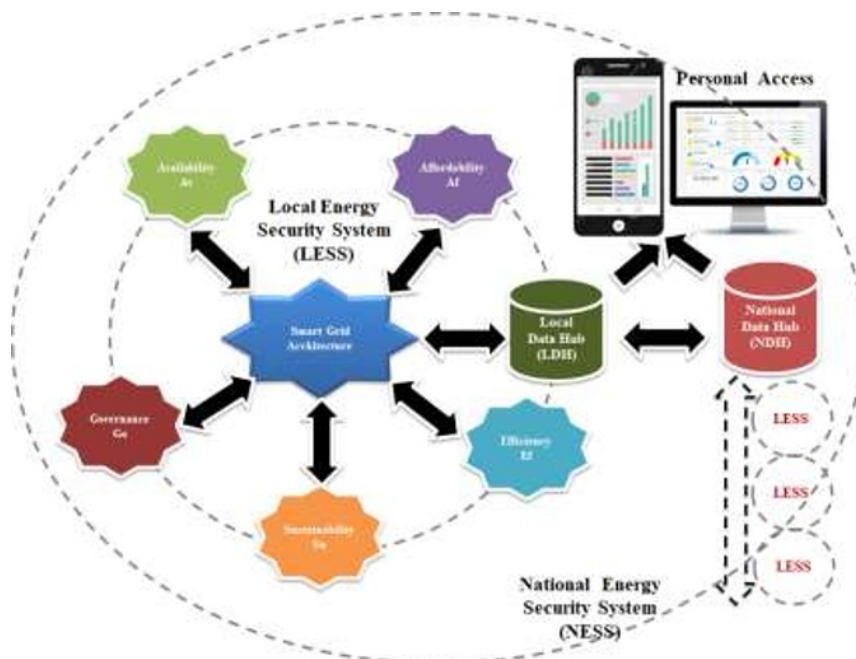 Personal Access
Availability
Av
Affordability
Af
Local Energy
Security System
(LESS)
Smart Grid
Architecture
Local
Data Hub
(LDH)
National
Data Hub
(NDH)
Governance
Go
Efficiency
Ef
Sustainability
Su
LESS
LESS
LESS
National Energy
Security System
(NESS)